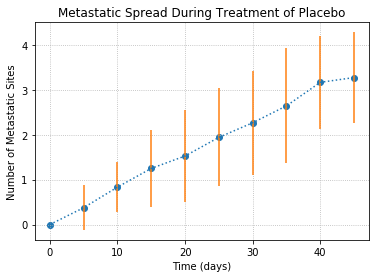 Metastatic Spread During Treatment of Placebo
Number of Metastatic Sites
4
3
2
1
0
0 10 20 30 40
Time (days)